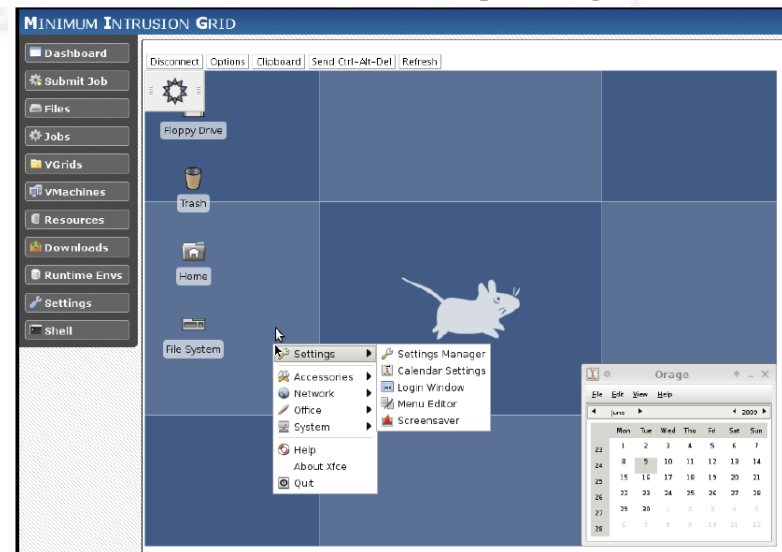 MINIMUM INTRUSION GRID
Dashboard
Submit Job
Files
Jobs
VGrids
VMachines
Resources
Downloads
Runtime Envs
Settings
Shell
Disconnect Options Clipboard Send Ctrl-Alt-Del Refresh
Floppy Drive
Trash
Home
File System
Settings
Accessories
Network
Office
System
Help
About Xfce
Quit
Settings Manager
Calendar Settings
Login Window
Menu Editor
Screensaver
Orage
File Edit View Help
June 2009
Mon Tue Wed Thu Fri Sat Sun
23 1 2 3 4 5 6 7
24 8 9 10 11 12 13 14
25 15 16 17 18 19 20 21
26 22 23 24 25 26 27 28
27 29 30 1 2 3 4 5
28 6 7 8 9 10 11 12